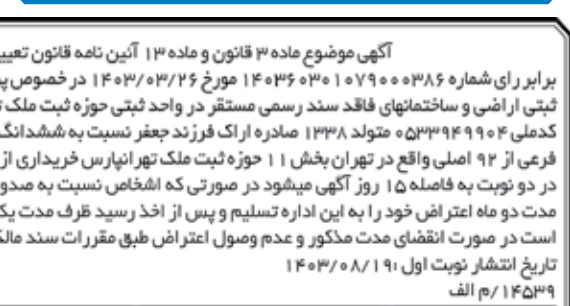 آگهی موضوع ماده ۳ قانون و ماده ۱۳ آئین نامه قانون
برابر رای شماره ۱۴۰۳۶۰۳۰۱۰۷۹۰۰۰۳۸۶ مورخ ۱۴۰۳/۰۳/۲۶ در خصوص
ثبتی اراضی و ساختمانهای فاقد سند رسمی مستقر در واحد ثبتی حوزه ثبت ملک
کدملی ۰۵۳۳۹۴۹۹۰۴ متولد ۱۳۳۸ صادره اراک فرزند جعفر نسبت به ششدانگ
فرعی از ۹۲ اصلی واقع در تهران بخش ۱۱ حوزه ثبت ملک تهرانپارس خریداری از
در دو نوبت به فاصله ۱۵ روز آگهی میشود در صورتی که اشخاص نسبت به
مدت دو ماه اعتراض خود را به این اداره تسلیم و پس از اخذ رسید ظرف مدت
است در صورت انقضای مدت مذکور و عدم وصول اعتراض طبق مقررات سند
تاریخ انتشار نوبت اول :۱۴۰۳/۰۸/۱۹
۱۴۵۳۹/م الف